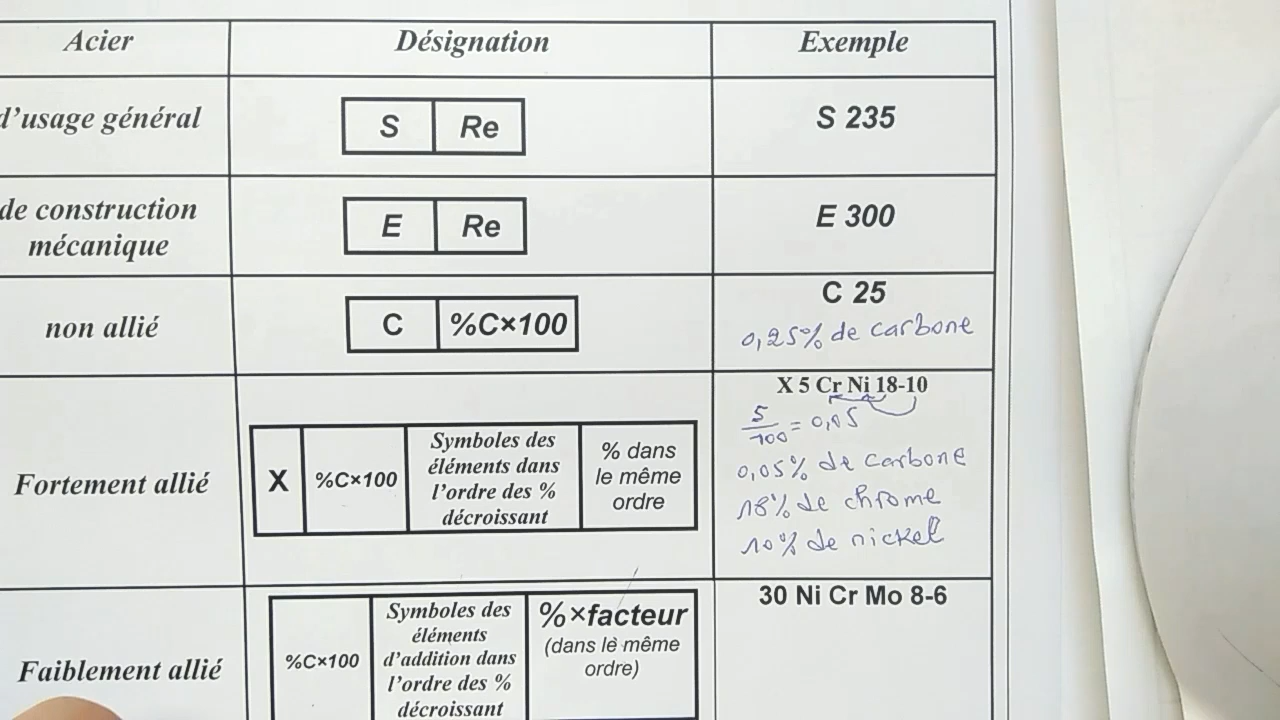 Acier
Désignation
Exemple
d'usage général
S
Re
S 235
de construction
mécanique
E
Re
E 300
non allié
C
%C×100
C 25
0,25% de carbone
Fortement allié
X
%C×100
Symboles des
éléments dans
l'ordre des %
décroissant
% dans
le même
ordre
X 5 Cr Ni 18-10
5/100 = 0,05
0,05% de carbone
18% de chrome
10% de nickel
Faiblement allié
%C×100
Symboles des
éléments
d'addition dans
l'ordre des %
décroissant
%×facteur
(dans le même
ordre)
30 Ni Cr Mo 8-6